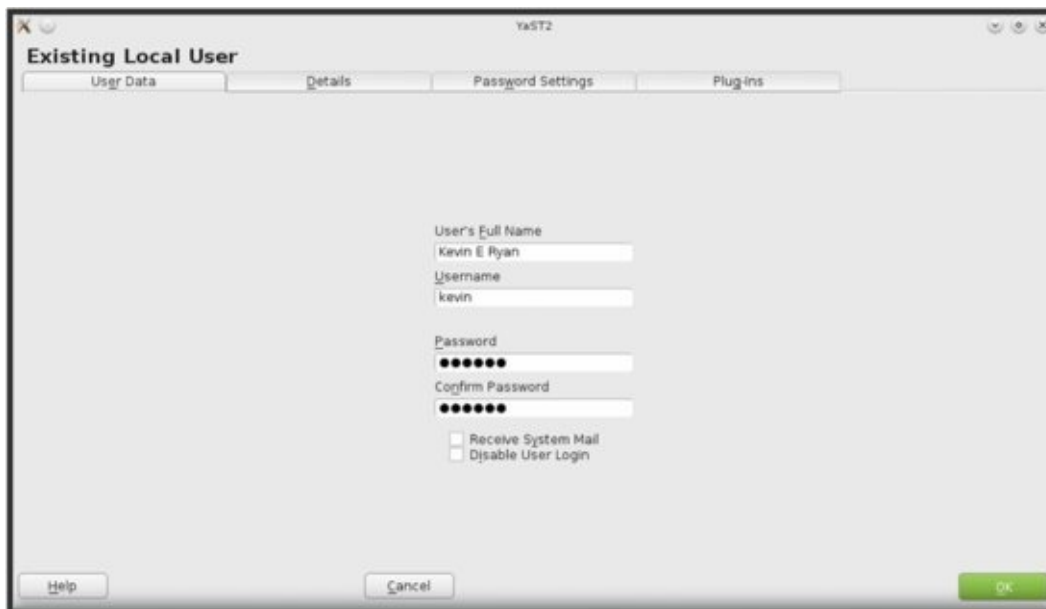 YaST2
Existing Local User
User Data
Details
Password Settings
Plug-Ins
User's Full Name
Kevin E Ryan
Username
kevin
Password
●●●●●●
Confirm Password
●●●●●●
Receive System Mail
Disable User Login
Help
Cancel
OK